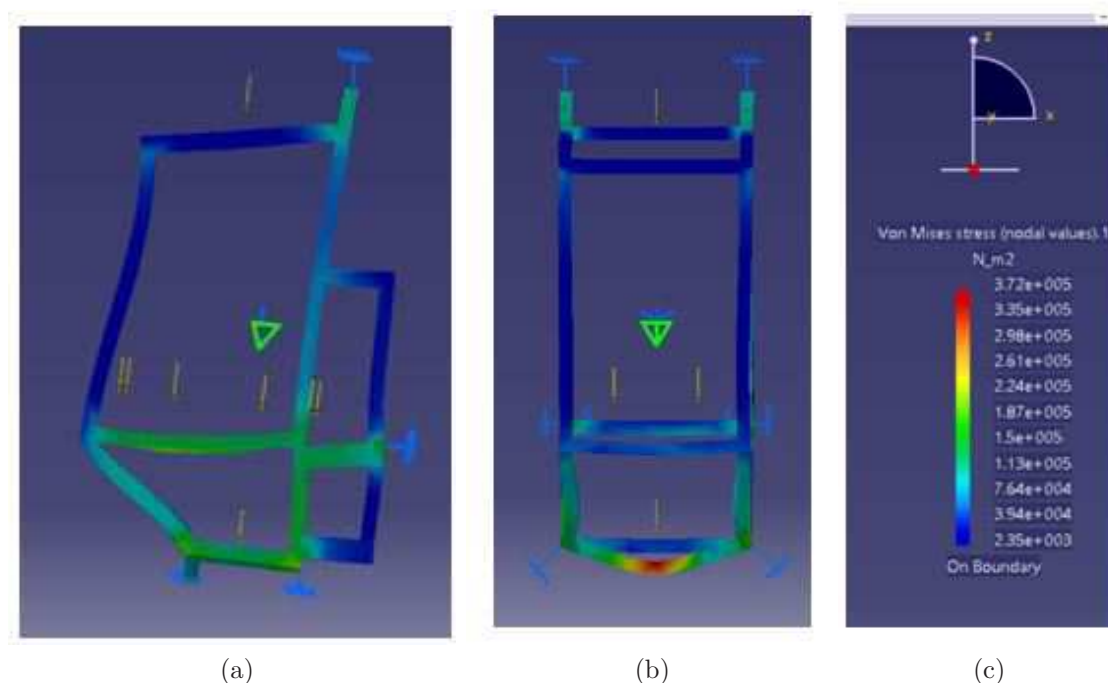 z
y
x
Von Mises stress (nodal values).1
N_m2
3.72e+005
3.35e+005
2.98e+005
2.61e+005
2.24e+005
1.87e+005
1.5e+005
1.13e+005
7.64e+004
3.94e+004
2.35e+003
On Boundary
(a)
(b)
(c)